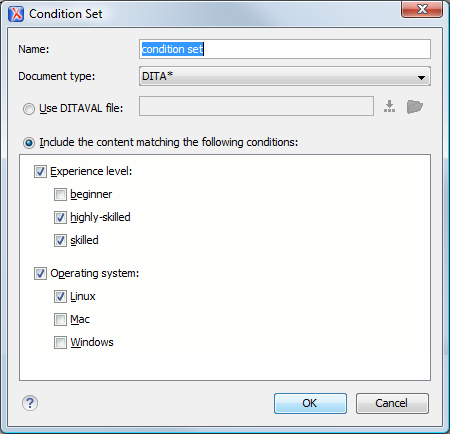 Condition Set
Name: condition set
Document type: DITA*
Use DITAVAL file:
Include the content matching the following conditions:
Experience level:
beginner
highly-skilled
skilled
Operating system:
Linux
Mac
Windows
? OK Cancel